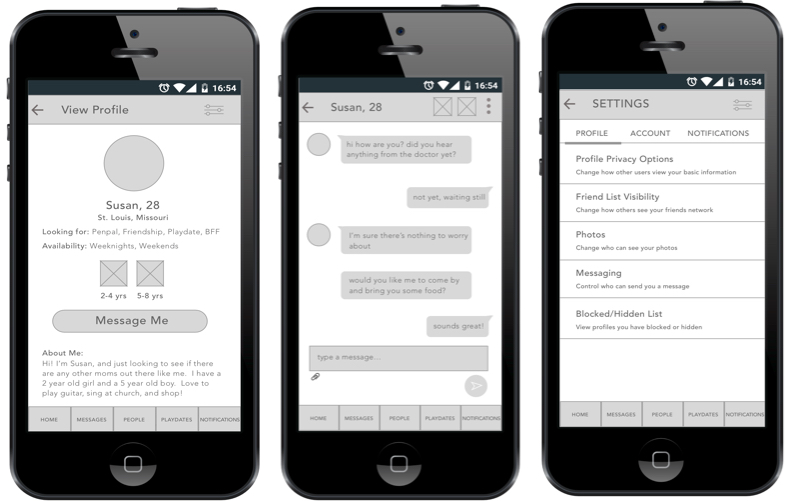 16:54
View Profile
Susan, 28
St. Louis, Missouri
Looking for: Penpal, Friendship, Playdate, BFF
Availability: Weeknights, Weekends
2-4 yrs
5-8 yrs
Message Me
About Me:
Hi! I'm Susan, and just looking to see if there
are any other moms out there like me. I have a
2 year old girl and a 5 year old boy. Love to
play guitar, sing at church, and shop!
HOME
MESSAGES
PEOPLE
PLAYDATES
NOTIFICATIONS
16:54
Susan, 28
hi how are you? did you hear
anything from the doctor yet?
not yet, waiting still
I'm sure there's nothing to worry
about
would you like me to come by
and bring you some food?
sounds great!
type a message...
HOME
MESSAGES
PEOPLE
PLAYDATES
NOTIFICATIONS
16:54
SETTINGS
PROFILE
ACCOUNT
NOTIFICATIONS
Profile Privacy Options
Change how other users view your basic information
Friend List Visibility
Change how others see your friends network
Photos
Change who can see your photos
Messaging
Control who can send you a message
Blocked/Hidden List
View profiles you have blocked or hidden
HOME
MESSAGES
PEOPLE
PLAYDATES
NOTIFICATIONS